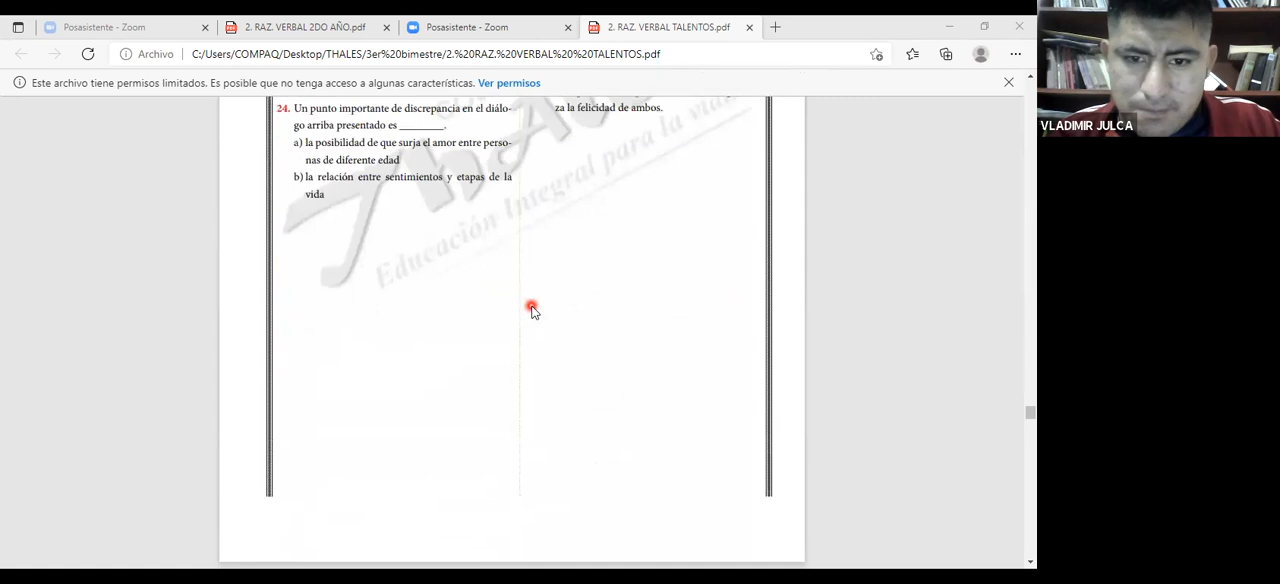 Posasistente - Zoom
2. RAZ. VERBAL 2DO AÑO.pdf
Posasistente - Zoom
2. RAZ. VERBAL TALENTOS.pdf
Archivo
C:/Users/COMPAQ/Desktop/THALES/3er%20bimestre/2.%20RAZ.%20VERBAL%20%20TALENTOS.pdf
Este archivo tiene permisos limitados. Es posible que no tenga acceso a algunas características. Ver permisos
24. Un punto importante de discrepancia en el diálo-
go arriba presentado es ________.
a) la posibilidad de que surja el amor entre perso-
nas de diferente edad
b) la relación entre sentimientos y etapas de la
vida
za la felicidad de ambos.
Educación Integral para la vida
VLADIMIR JULCA